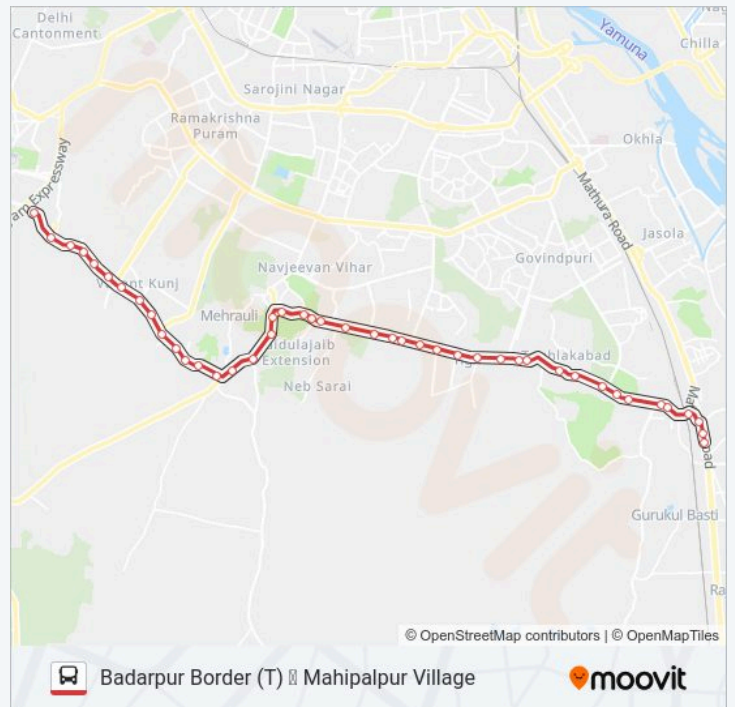 Delhi
Cantonment
Yamuna
Chilla
Sarojini Nagar
Ramakrishna
Puram
Okhla
am Expressway
Mathura Road
Jasola
Govindpuri
Navjeevan Vihar
Kunj
Mehrauli
Extension
Neb Sarai
Gurukul Basti
© OpenStreetMap contributors | © OpenMapTiles
Badarpur Border (T) Mahipalpur Village
moovit